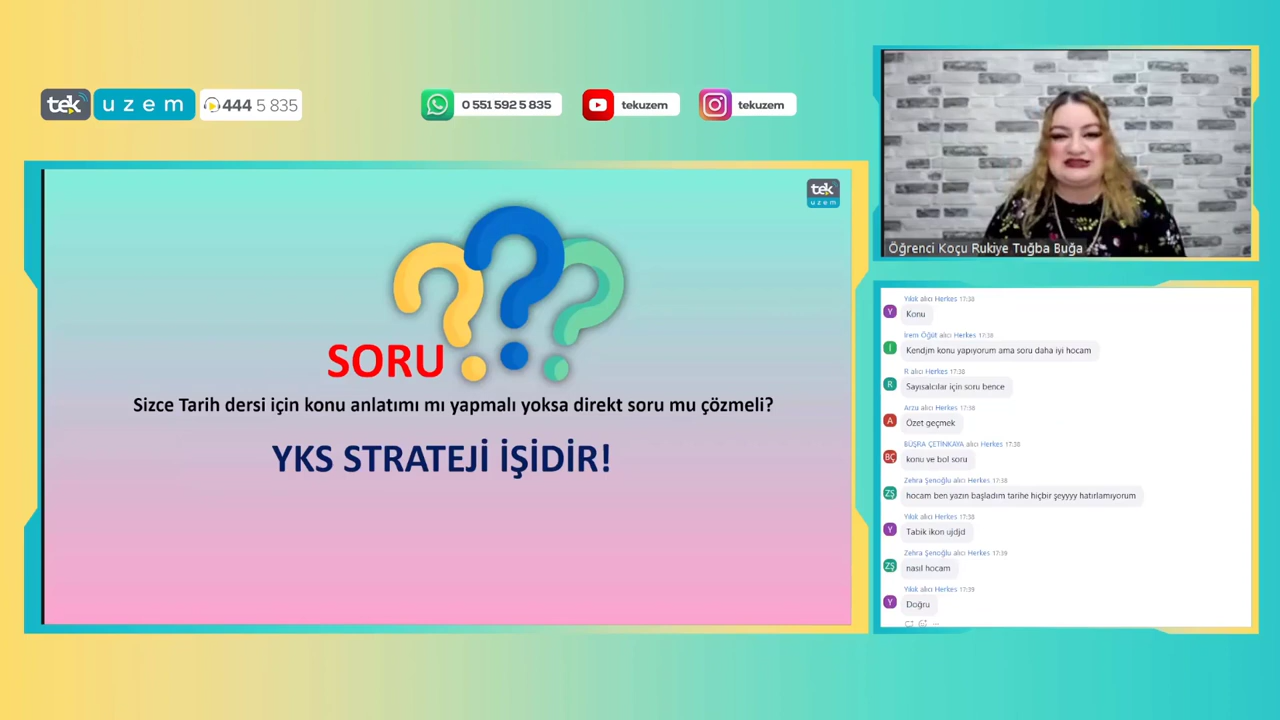 tek uzem 444 5 835
0 551 592 5 835
tekuzem
tekuzem
tek
uzem
SORU
Sizce Tarih dersi için konu anlatımı mı yapmalı yoksa direkt soru mu çözmeli?
YKS STRATEJİ İŞİDİR!
Öğrenci Koçu Rukiye Tuğba Buğa
Yıldık alıcı Herkes 17:38
Y
Konu
İrem Öğüt alıcı Herkes 17:38
İ
Kendjm konu yapıyorum ama soru daha iyi hocam
R alıcı Herkes 17:38
R
Sayısalcılar için soru bence
Arzu alıcı Herkes 17:38
A
Özet geçmek
BÜŞRA ÇETİNKAYA alıcı Herkes 17:38
BÇ
konu ve bol soru
Zehra Şenoğlu alıcı Herkes 17:38
ZŞ
hocam ben yazın başladım tarihe hiçbir şeyyyy hatırlamıyorum
alıcı Herkes 17:38
Y
Tabik ikon ujdjd
Zehra Şenoğlu alıcı Herkes 17:39
ZŞ
nasıl hocam
alıcı Herkes 17:39
Y
Doğru